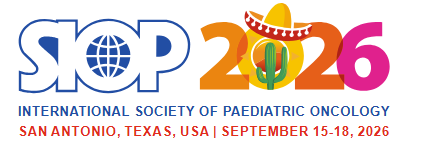 SIOP 2026
INTERNATIONAL SOCIETY OF PAEDIATRIC ONCOLOGY
SAN ANTONIO, TEXAS, USA | SEPTEMBER 15-18, 2026